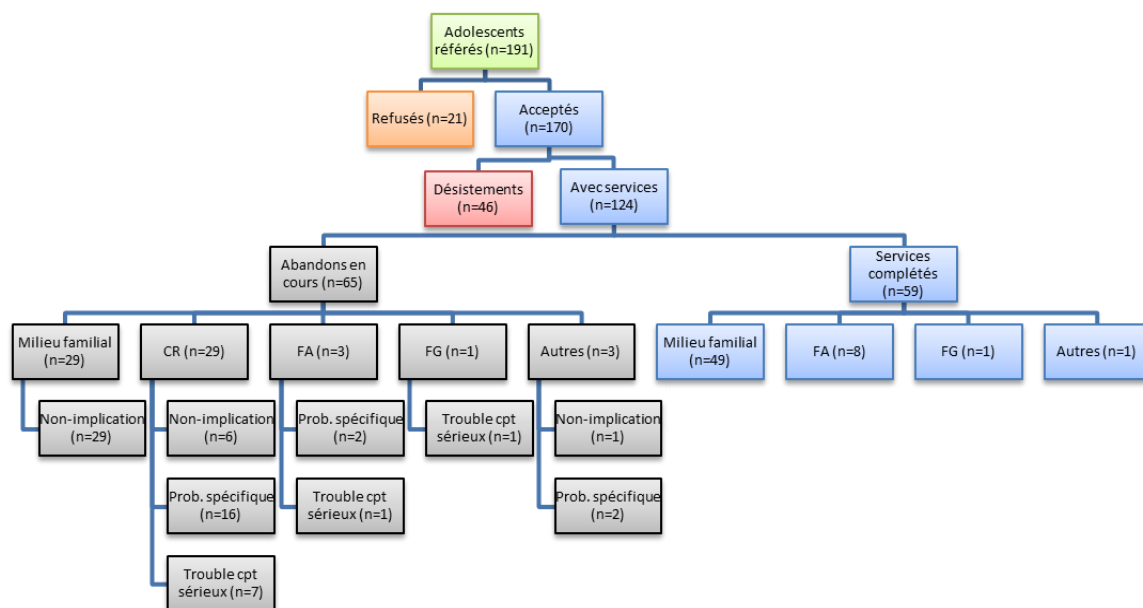 Adolescents
référés (n=191)
Refusés (n=21)
Acceptés
(n=170)
Désistements
(n=46)
Avec services
(n=124)
Abandons en
cours (n=65)
Services
complétés
(n=59)
Milieu familial
(n=29)
CR (n=29)
FA (n=3)
FG (n=1)
Autres (n=3)
Milieu familial
(n=49)
FA (n=8)
FG (n=1)
Autres (n=1)
Non-implication
(n=29)
Non-implication
(n=6)
Prob. spécifique
(n=2)
Trouble cpt
sérieux (n=1)
Non-implication
(n=1)
Prob. spécifique
(n=16)
Trouble cpt
sérieux (n=1)
Prob. spécifique
(n=2)
Trouble cpt
sérieux (n=7)